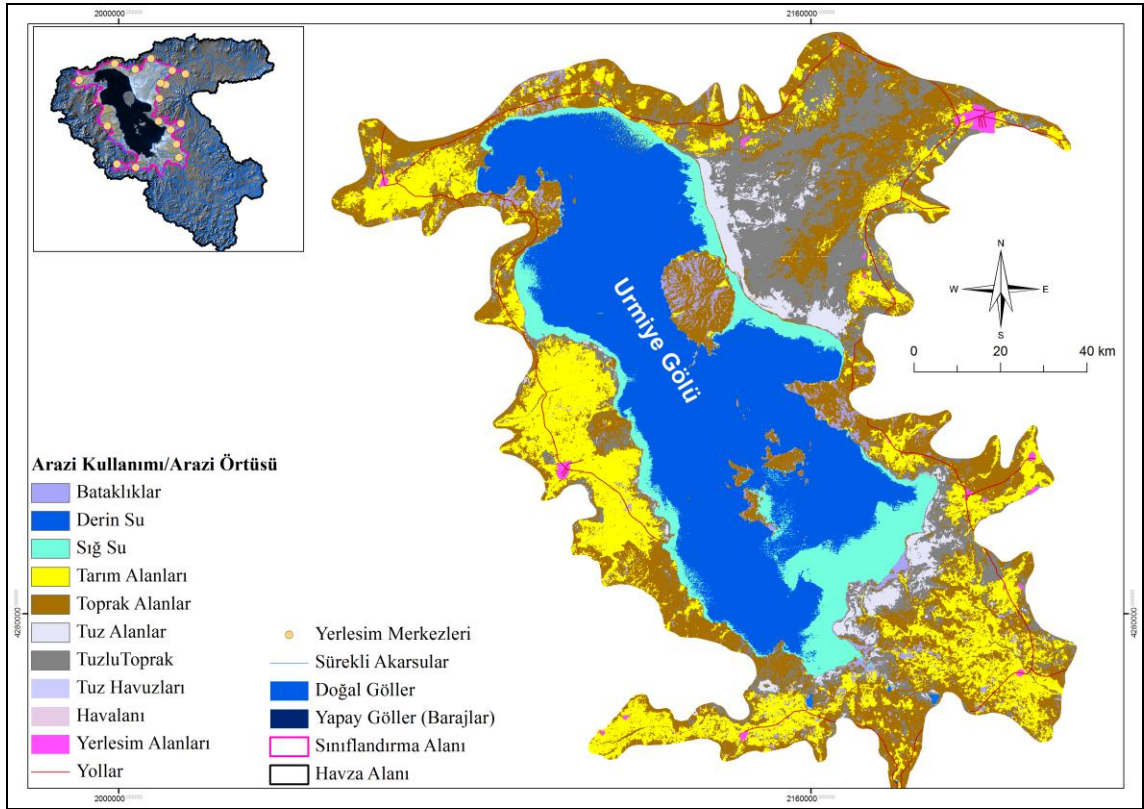 2000000
2160000
N
W
E
S
0
20
40 km
Urmiye Gölü
Arazi Kullanımı/Arazi Örtüsü
Bataklıklar
Derin Su
Sığ Su
Tarım Alanları
Toprak Alanlar
Tuz Alanlar
TuzluToprak
Tuz Havuzları
Havalanı
Yerleşim Alanları
Yollar
Yerlesim Merkezleri
Sürekli Akarsular
Doğal Göller
Yapay Göller (Barajlar)
Sınıflandırma Alanı
Havza Alanı
4280000
4280000
2000000
2160000